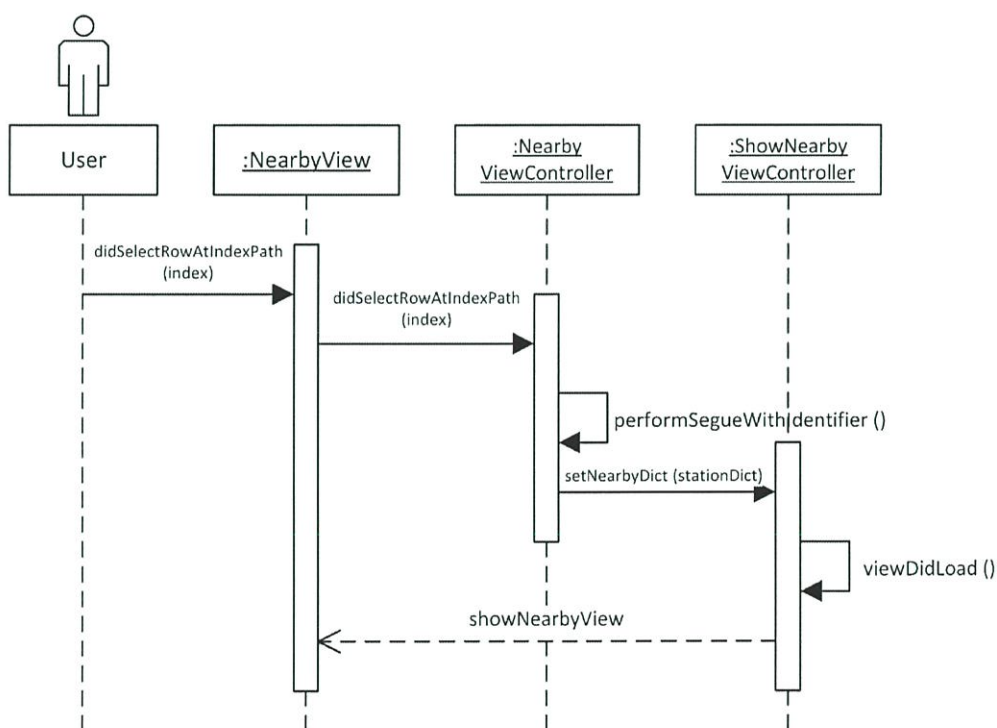 User
:NearbyView
:Nearby
ViewController
:ShowNearby
ViewController
didSelectRowAtIndexPath
(index)
didSelectRowAtIndexPath
(index)
performSegueWithIdentifier ()
setNearbyDict (stationDict)
viewDidLoad ()
showNearbyView